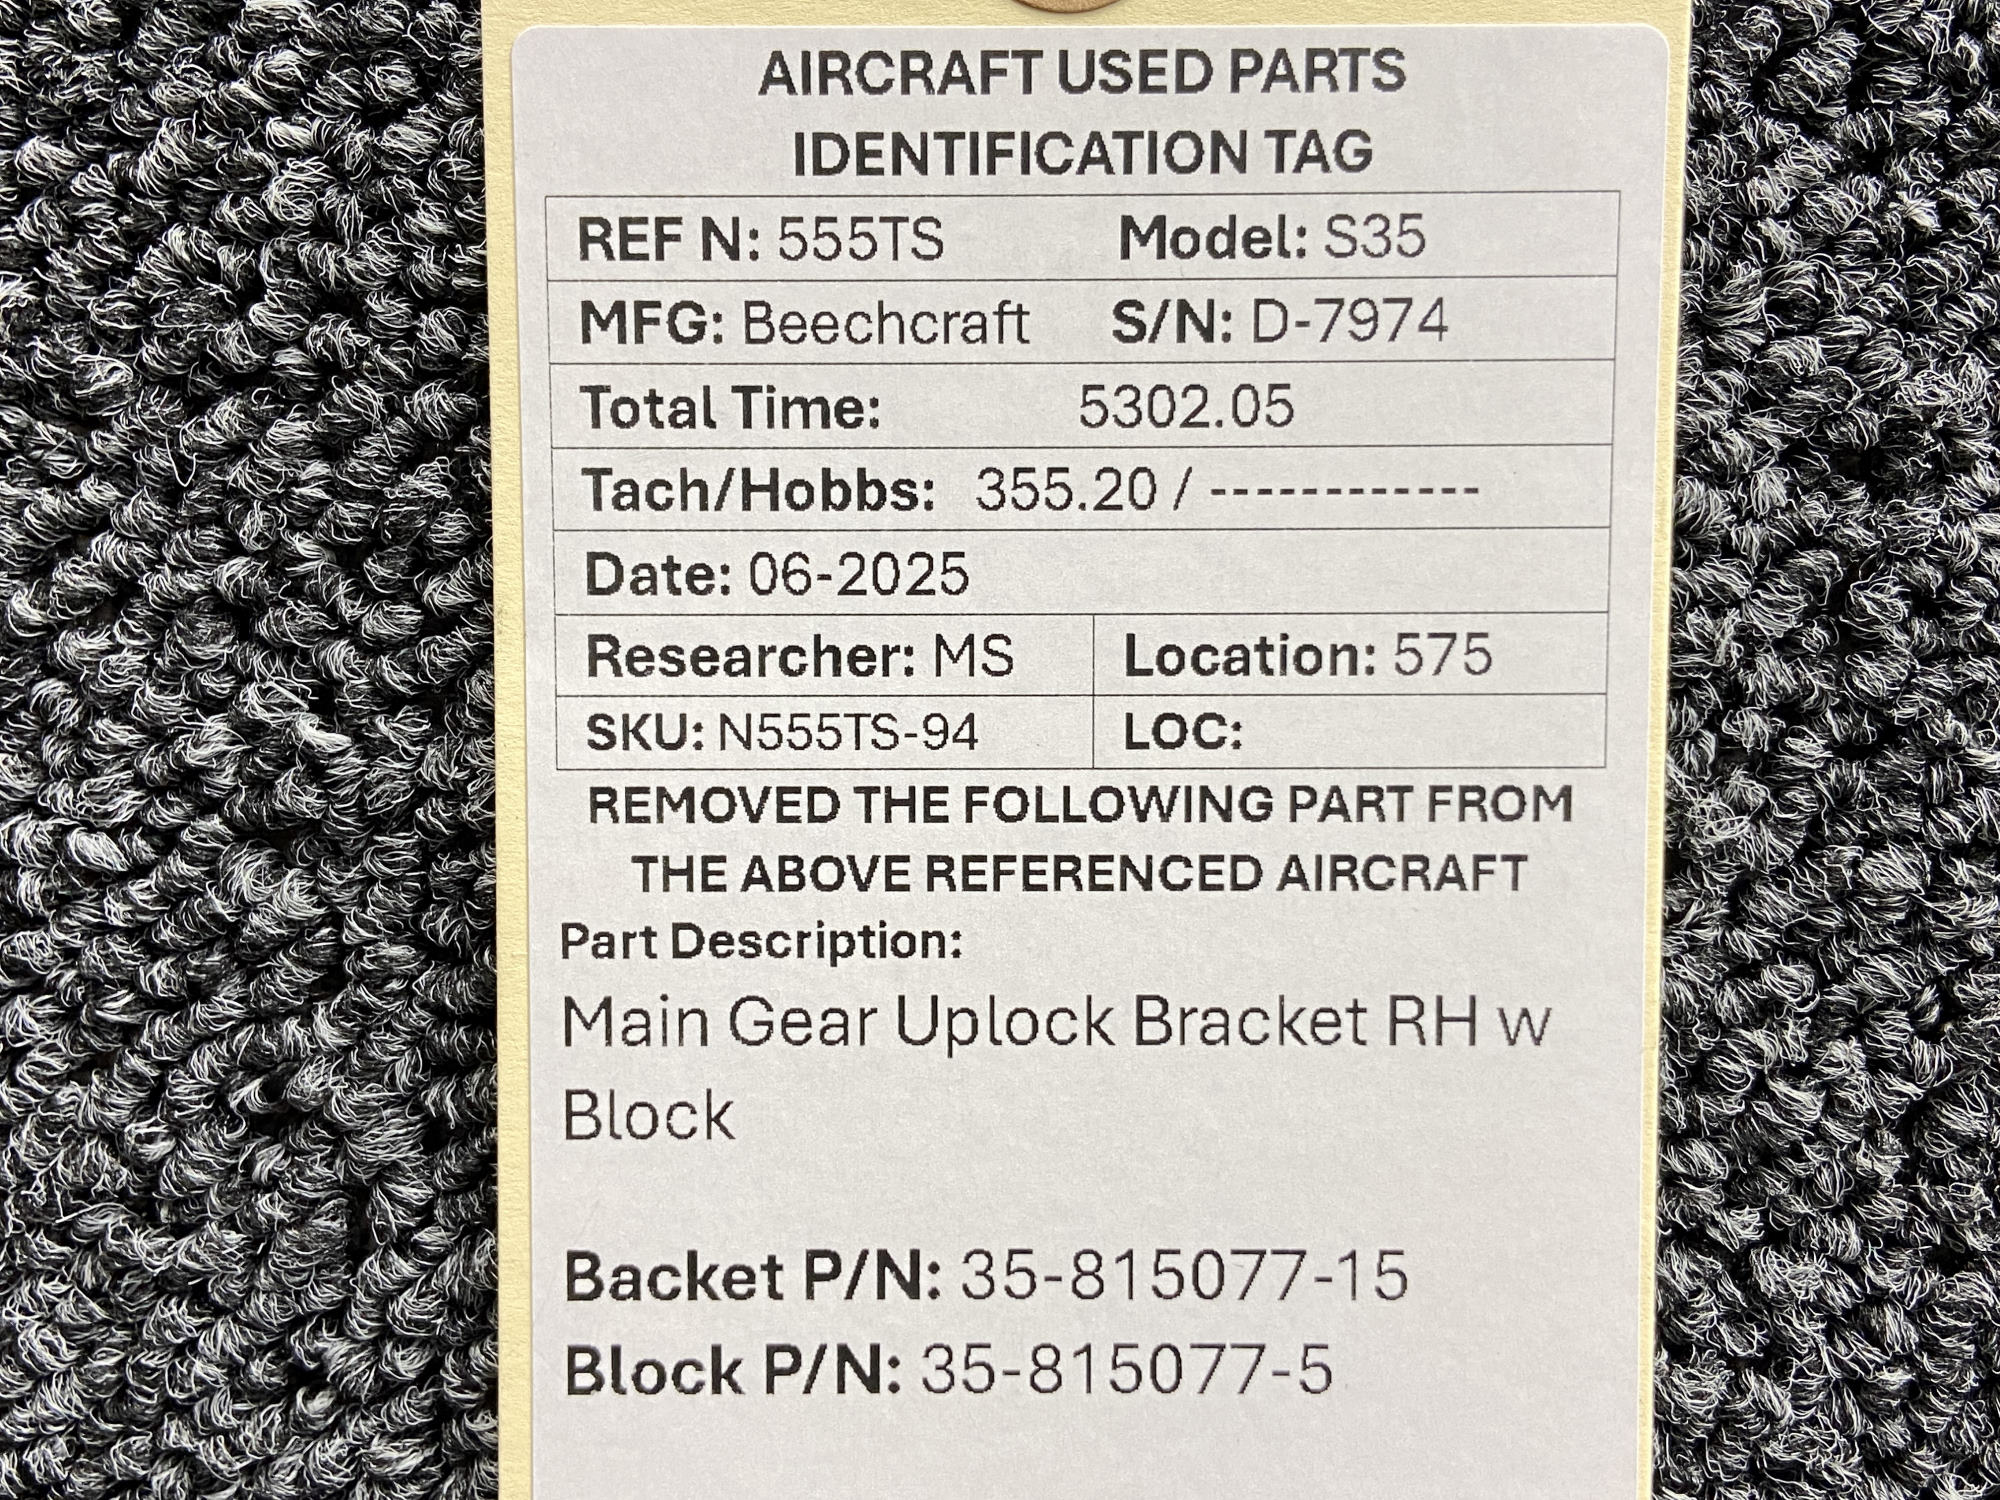 AIRCRAFT USED PARTS
IDENTIFICATION TAG
REF N: 555TS Model: S35
MFG: Beechcraft S/N: D-7974
Total Time: 5302.05
Tach/Hobbs: 355.20 / ------------
Date: 06-2025
Researcher: MS Location: 575
SKU: N555TS-94 LOC:
REMOVED THE FOLLOWING PART FROM
THE ABOVE REFERENCED AIRCRAFT
Part Description:
Main Gear Uplock Bracket RH w
Block
Backet P/N: 35-815077-15
Block P/N: 35-815077-5